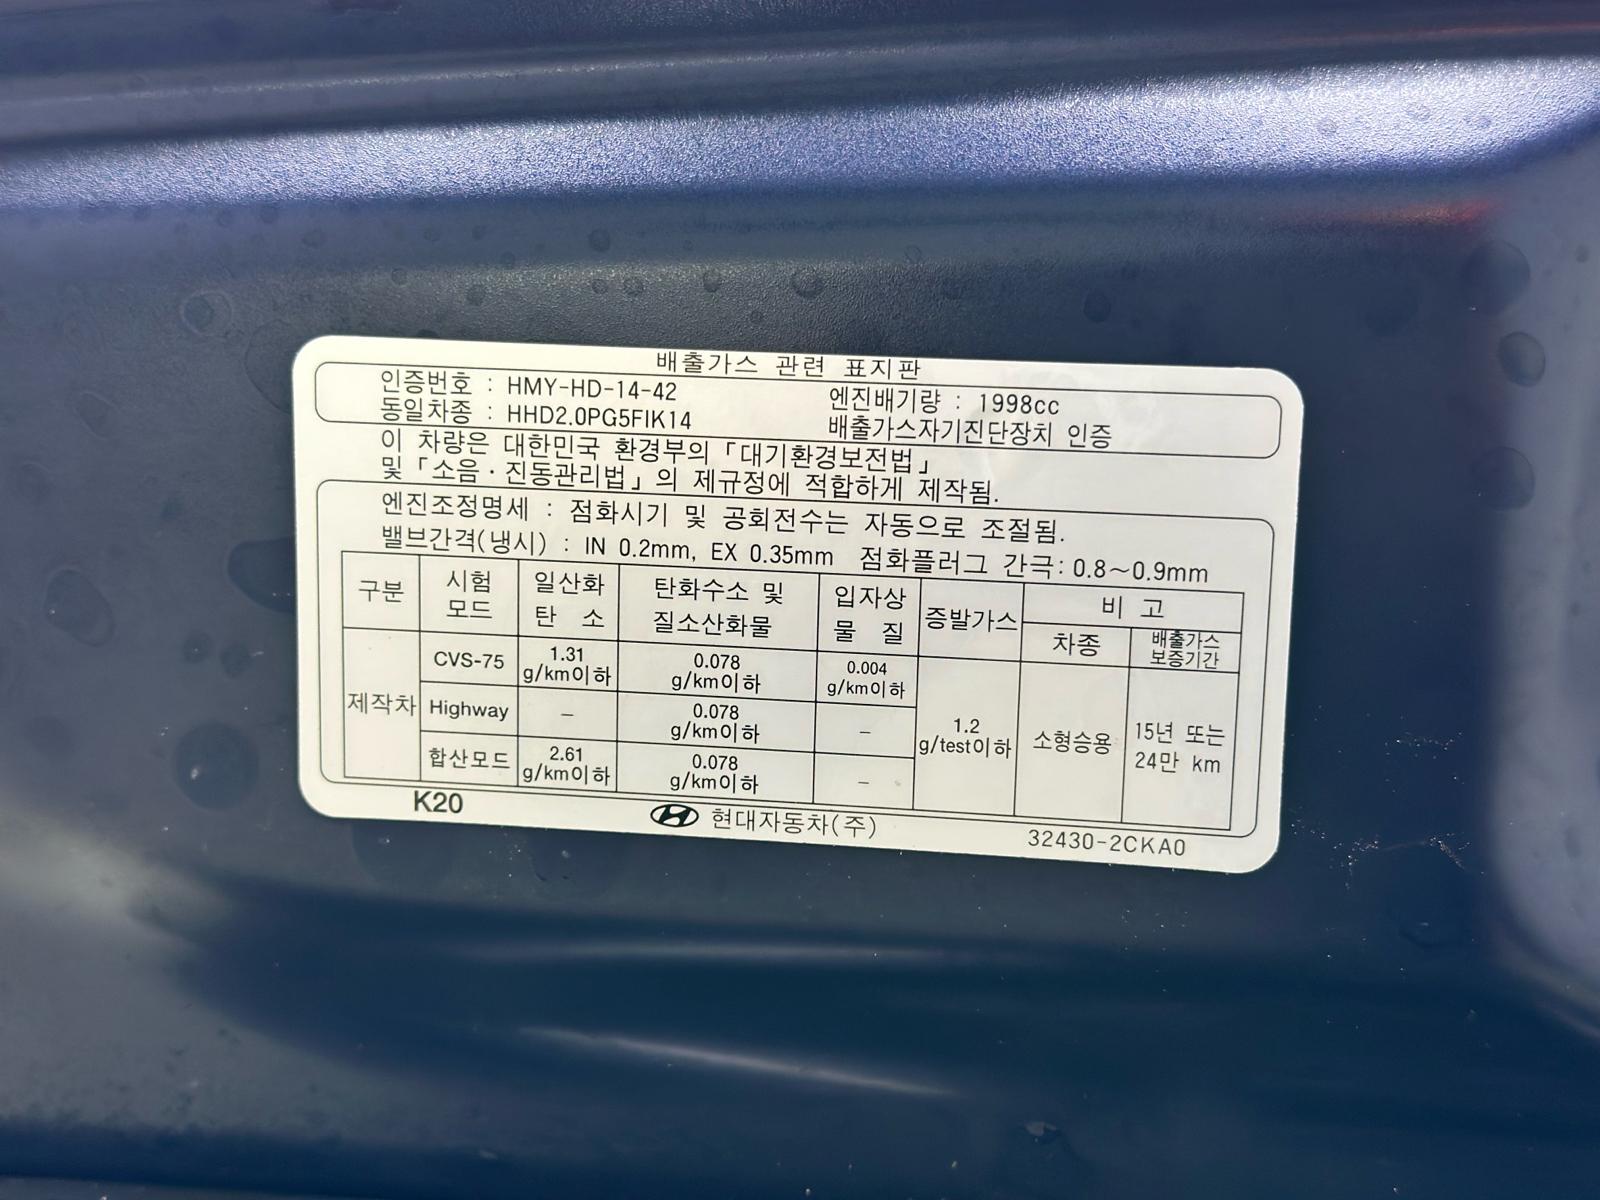 배출가스 관련 표지판
인증번호 : HMY-HD-14-42 엔진배기량 : 1998cc
동일차종 : HHD2.0PG5FIK14 배출가스자기진단장치 인증
이 차량은 대한민국 환경부의 「대기환경보전법」
및 「소음·진동관리법」의 제규정에 적합하게 제작됨.
엔진조정명세 : 점화시기 및 공회전수는 자동으로 조절됨.
밸브간격(냉시) : IN 0.2mm, EX 0.35mm 점화플러그 간극: 0.8~0.9mm
구분 시험 모드 일산화 탄 소 탄화수소 및 질소산화물 입자상 물 질 증발가스 비 고
차종 배출가스 보증기간
제작차 CVS-75 1.31 g/km이하 0.078 g/km이하 0.004 g/km이하 1.2 g/test이하 소형승용 15년 또는 24만 km
Highway – 0.078 g/km이하 –
합산모드 2.61 g/km이하 0.078 g/km이하 –
K20 현대자동차(주) 32430-2CKA0